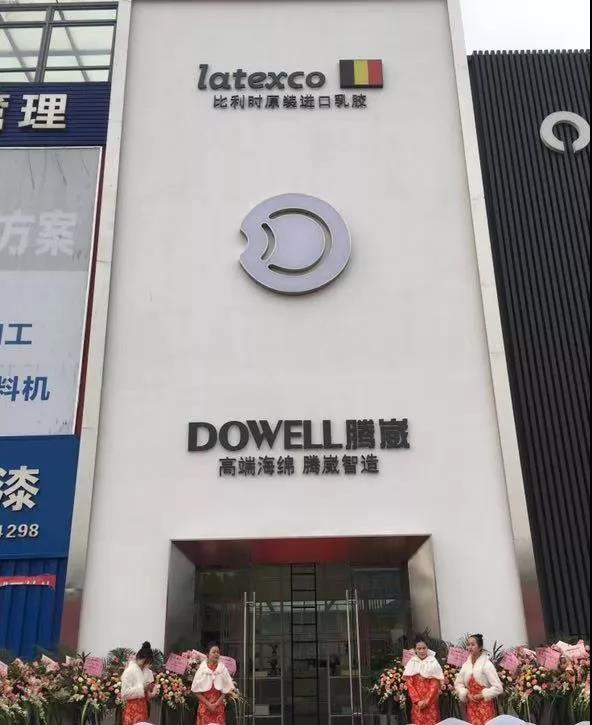 latexco
比利时原装进口乳胶
管理
方案
工
料机
DOWELL腾崴
高端海绵 腾崴智造
漆
4298